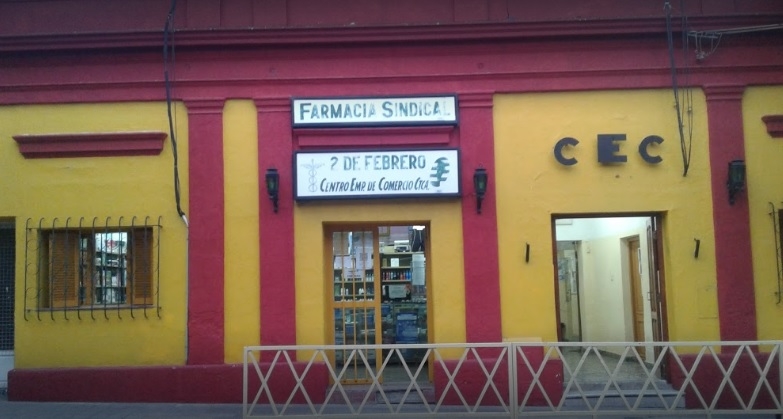 FARMACIA SINDICAL
2 DE FEBRERO
CENTRO EMP. DE COMERCIO CTCA.
CEC